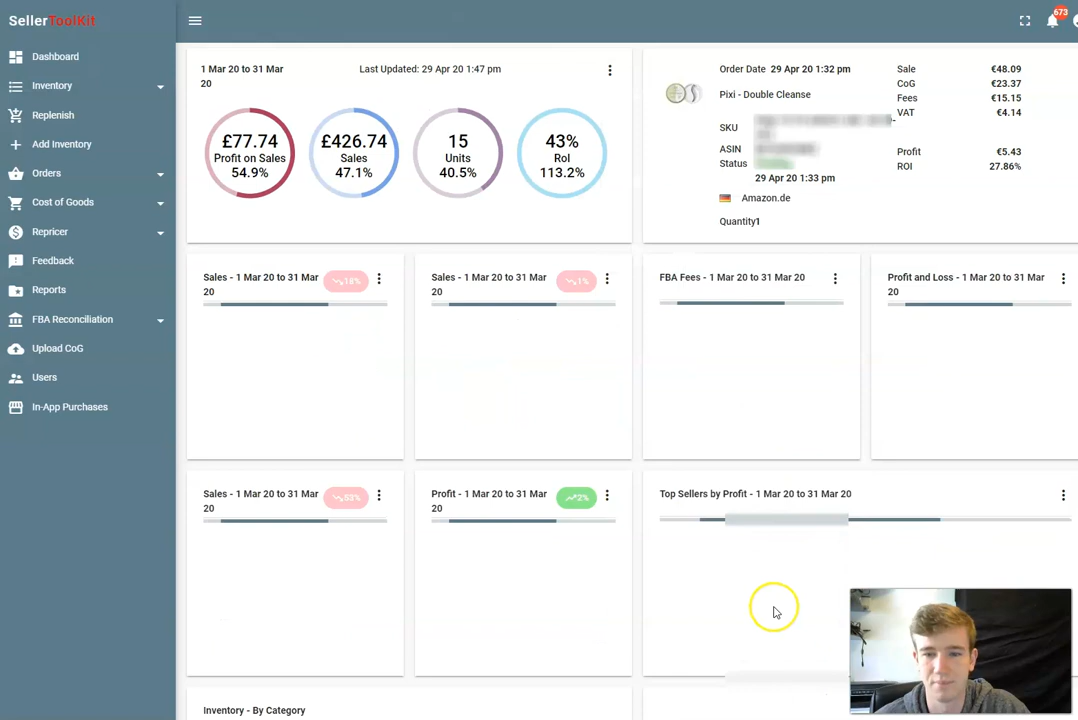 SellerToolKit
673
Dashboard
Inventory
Replenish
Add Inventory
Orders
Cost of Goods
Repricer
Feedback
Reports
FBA Reconciliation
Upload CoG
Users
In-App Purchases
1 Mar 20 to 31 Mar
20
Last Updated: 29 Apr 20 1:47 pm
£77.74
Profit on Sales
54.9%
£426.74
Sales
47.1%
15
Units
40.5%
43%
RoI
113.2%
Order Date 29 Apr 20 1:32 pm
Pixi - Double Cleanse
SKU
ASIN
Status
29 Apr 20 1:33 pm
Amazon.de
Quantity1
Sale €48.09
CoG €23.37
Fees €15.15
VAT €4.14
Profit €5.43
ROI 27.86%
Sales - 1 Mar 20 to 31 Mar
20
18%
Sales - 1 Mar 20 to 31 Mar
20
1%
FBA Fees - 1 Mar 20 to 31 Mar 20
Profit and Loss - 1 Mar 20 to 31 Mar
20
Sales - 1 Mar 20 to 31 Mar
20
53%
Profit - 1 Mar 20 to 31 Mar
20
2%
Top Sellers by Profit - 1 Mar 20 to 31 Mar 20
Inventory - By Category